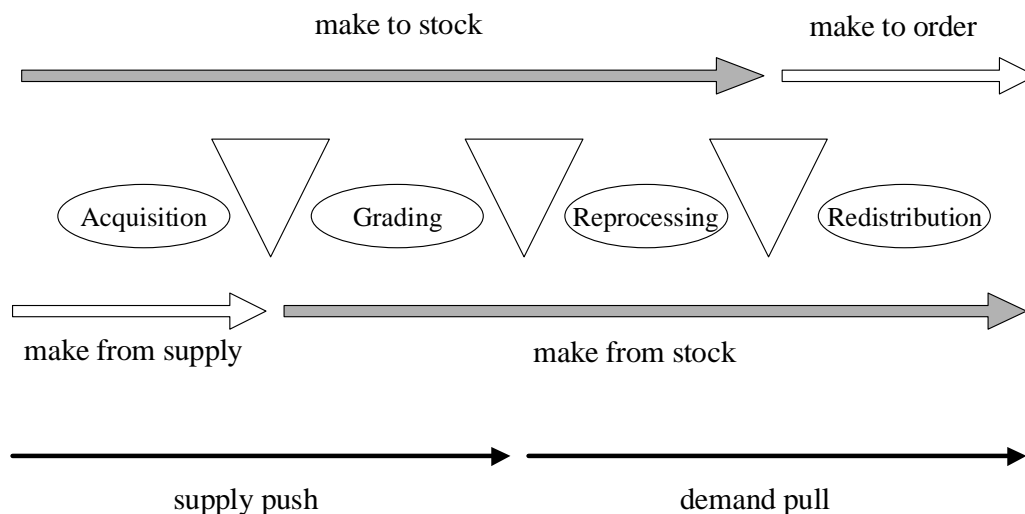 make to stock
make to order
Acquisition
Grading
Reprocessing
Redistribution
make from supply
make from stock
supply push
demand pull